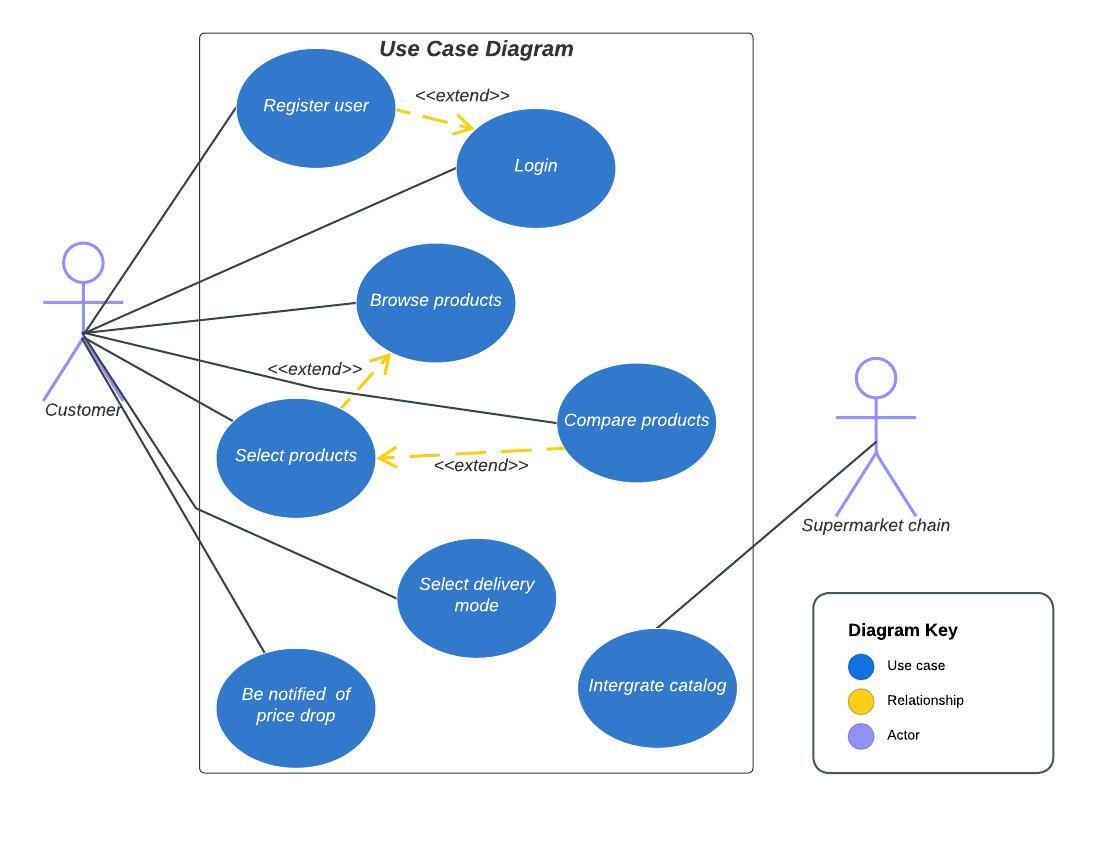 Use Case Diagram
Register user
<<extend>>
Login
Browse products
<<extend>>
Customer
Compare products
Select products
<<extend>>
Supermarket chain
Select delivery
mode
Intergrate catalog
Be notified  of
price drop
Diagram Key
Use case
Relationship
Actor